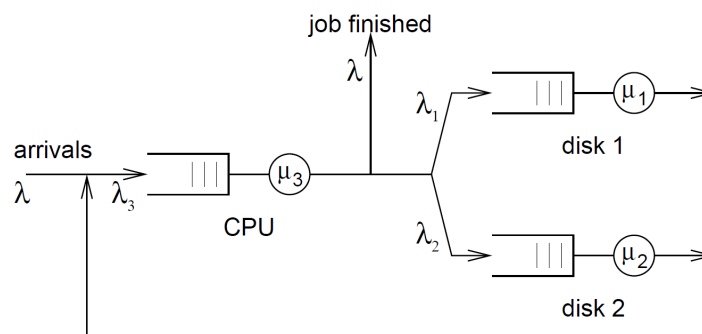 job finished
λ
λ₁
μ₁
disk 1
arrivals
λ
λ₃
μ₃
CPU
λ₂
μ₂
disk 2